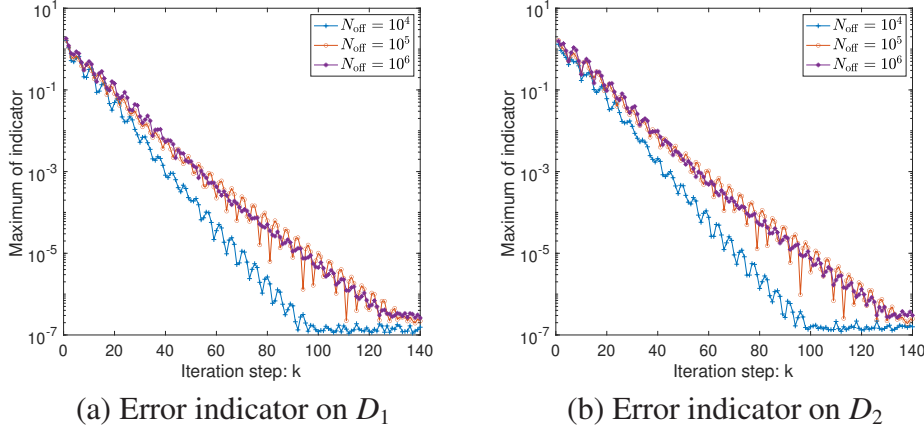 10^1
10^-1
10^-3
10^-5
10^-7
Maximum of indicator
0 20 40 60 80 100 120 140
Iteration step: k
N_off = 10^4
N_off = 10^5
N_off = 10^6
(a) Error indicator on D_1
10^1
10^-1
10^-3
10^-5
10^-7
Maximum of indicator
0 20 40 60 80 100 120 140
Iteration step: k
N_off = 10^4
N_off = 10^5
N_off = 10^6
(b) Error indicator on D_2